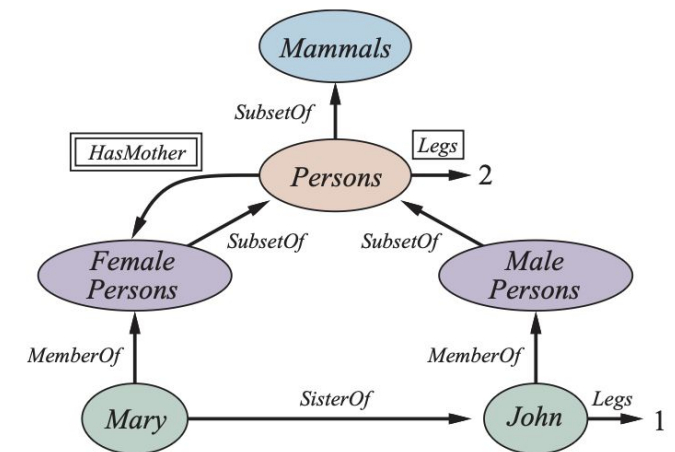 Mammals
SubsetOf
HasMother
Legs
Persons
2
SubsetOf
SubsetOf
Female
Persons
Male
Persons
MemberOf
MemberOf
SisterOf
Legs
Mary
John
1